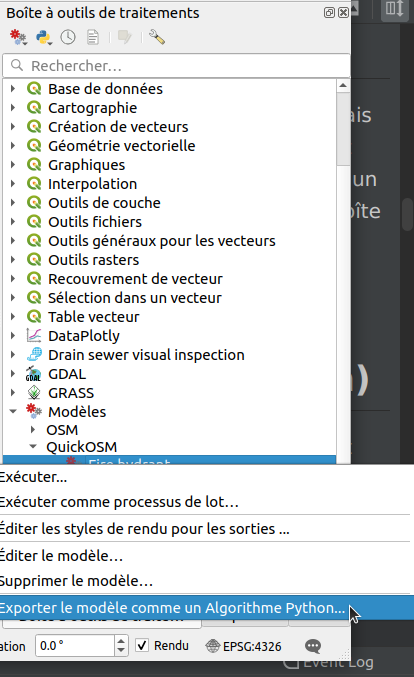 Boîte à outils de traitements
Rechercher…
Base de données
Cartographie
Création de vecteurs
Géométrie vectorielle
Graphiques
Interpolation
Outils de couche
Outils fichiers
Outils généraux pour les vecteurs
Outils rasters
Recouvrement de vecteur
Sélection dans un vecteur
Table vecteur
DataPlotly
Drain sewer visual inspection
GDAL
GRASS
Modèles
OSM
QuickOSM
Fire hydrant
Exécuter...
Exécuter comme processus de lot…
Éditer les styles de rendu pour les sorties ...
Éditer le modèle…
Supprimer le modèle…
Exporter le modèle comme un Algorithme Python…
ation 0.0 ° Rendu EPSG:4326
Event Log
ais
un
oîte
)